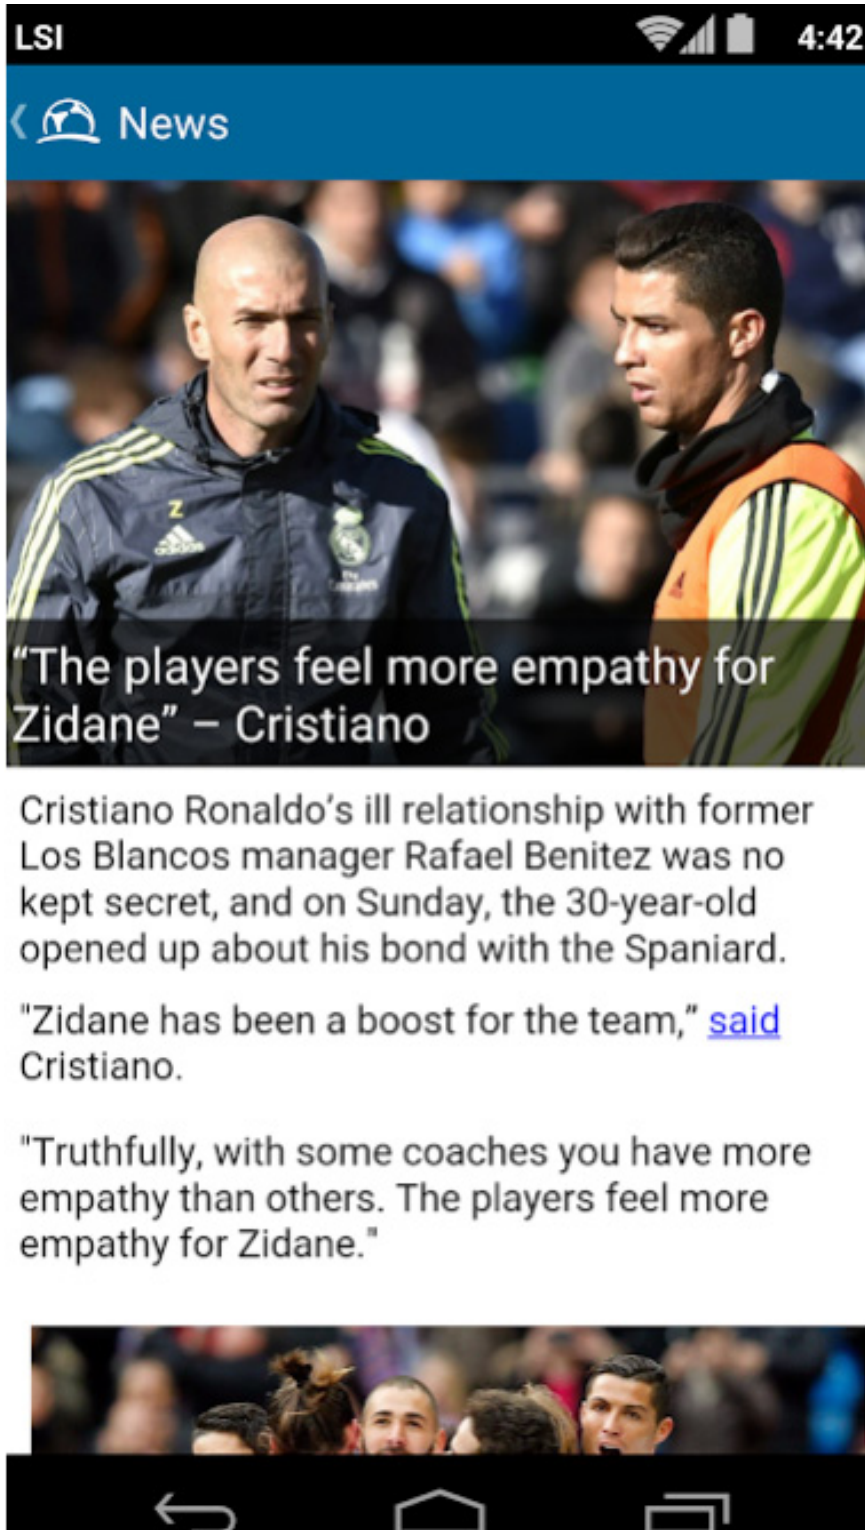 LSI
4:42
News
Z
adidas
Fly
Emirates
“The players feel more empathy for
Zidane” – Cristiano
Cristiano Ronaldo’s ill relationship with former
Los Blancos manager Rafael Benitez was no
kept secret, and on Sunday, the 30-year-old
opened up about his bond with the Spaniard.
"Zidane has been a boost for the team,” said
Cristiano.
"Truthfully, with some coaches you have more
empathy than others. The players feel more
empathy for Zidane."